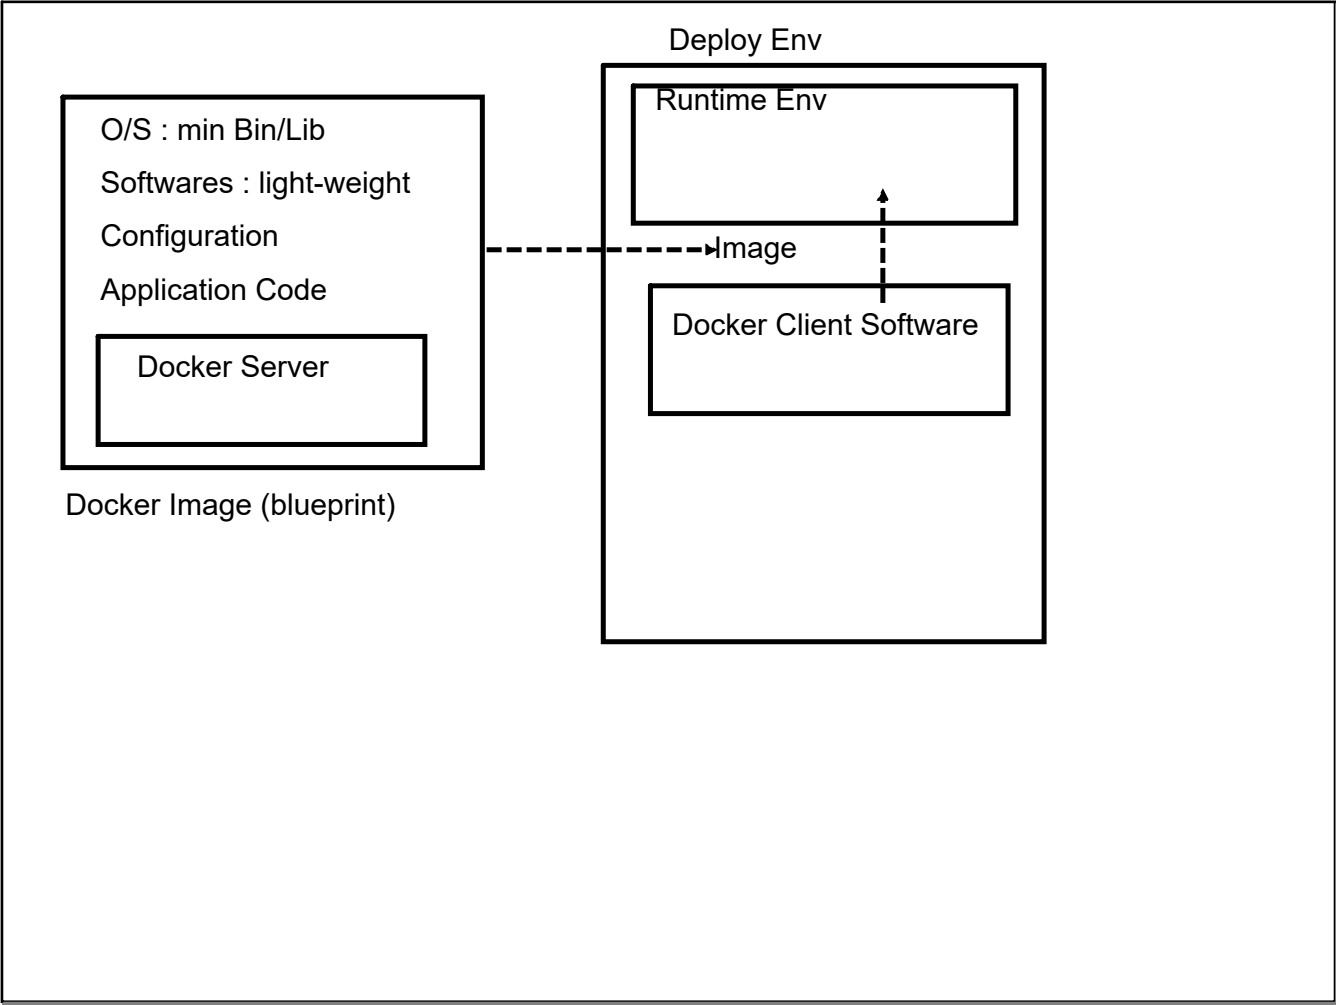 Deploy Env
Runtime Env
O/S : min Bin/Lib
Softwares : light-weight
Configuration
Image
Application Code
Docker Client Software
Docker Server
Docker Image (blueprint)